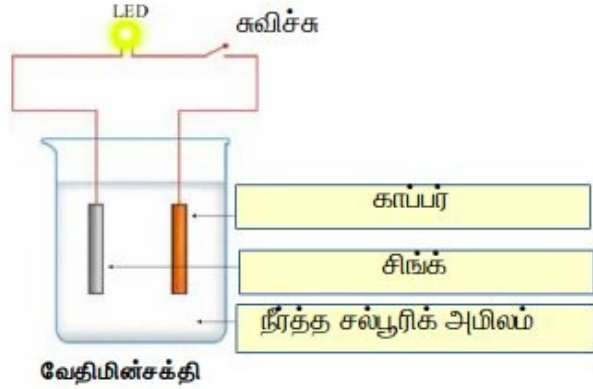 LED
சுவிச்சு
காப்பர்
சிங்க்
நீர்த்த சல்பூரிக் அமிலம்
வேதிமின்சக்தி